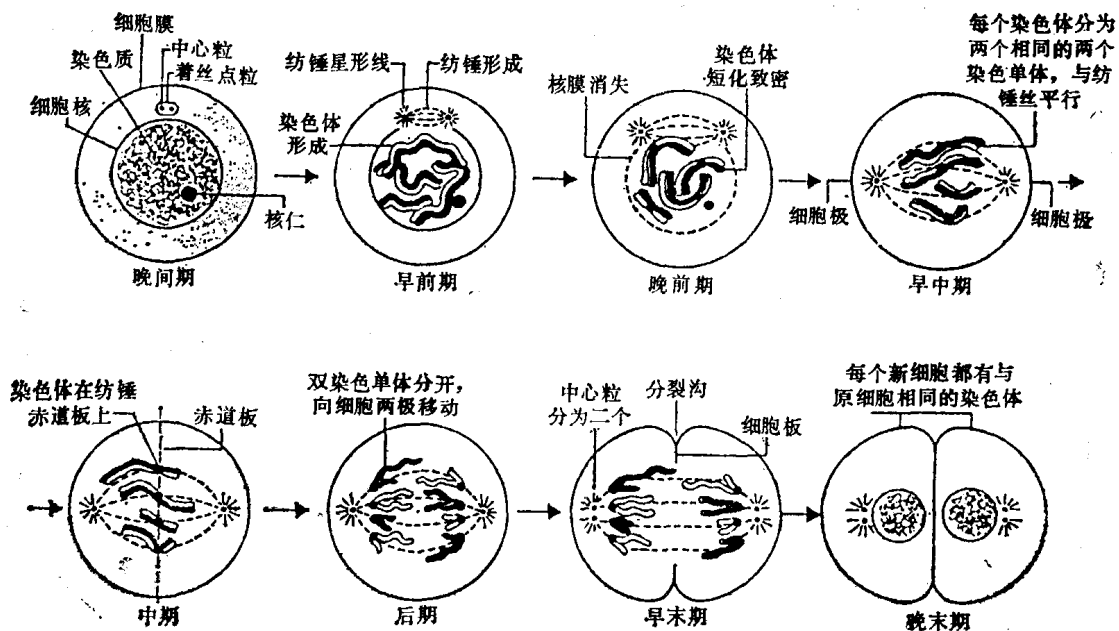 细胞膜
中心粒
染色质
着丝点粒
细胞核
核仁
晚间期
纺锤星形线
纺锤形成
染色体
形成
早前期
染色体
短化致密
核膜消失
晚前期
每个染色体分为
两个相同的两个
染色单体，与纺
锤丝平行
细胞极
细胞极
早中期
染色体在纺锤
赤道板上
赤道板
中期
双染色单体分开，
向细胞两极移动
后期
中心粒
分为二个
分裂沟
细胞板
早末期
每个新细胞都有与
原细胞相同的染色体
晚末期